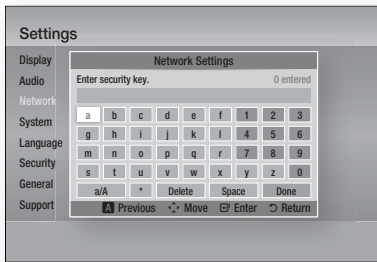 Settings
Display
Audio
Network
System
Language
Security
General
Support
Network Settings
Enter security key. 0 entered
a b c d e f 1 2 3
g h i j k l 4 5 6
m n o p q r 7 8 9
s t u v w x y z 0
a/A * Delete Space Done
A Previous Move Enter Return